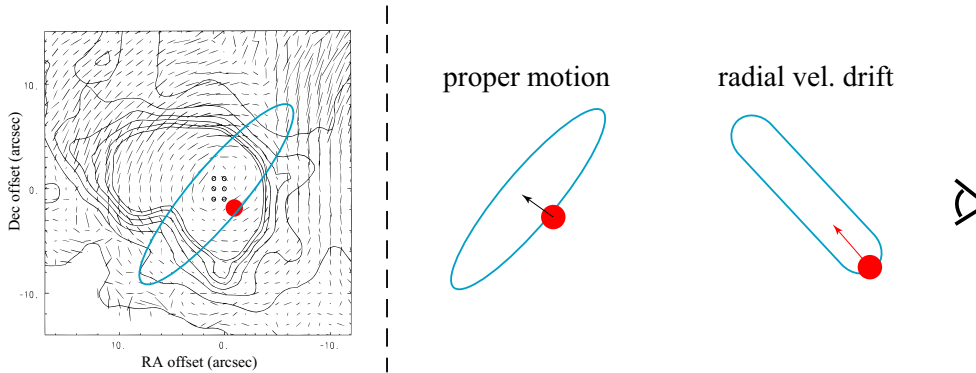 proper motion
radial vel. drift
10.
0.
-10.
Dec offset (arcsec)
10.
0.
-10.
RA offset (arcsec)